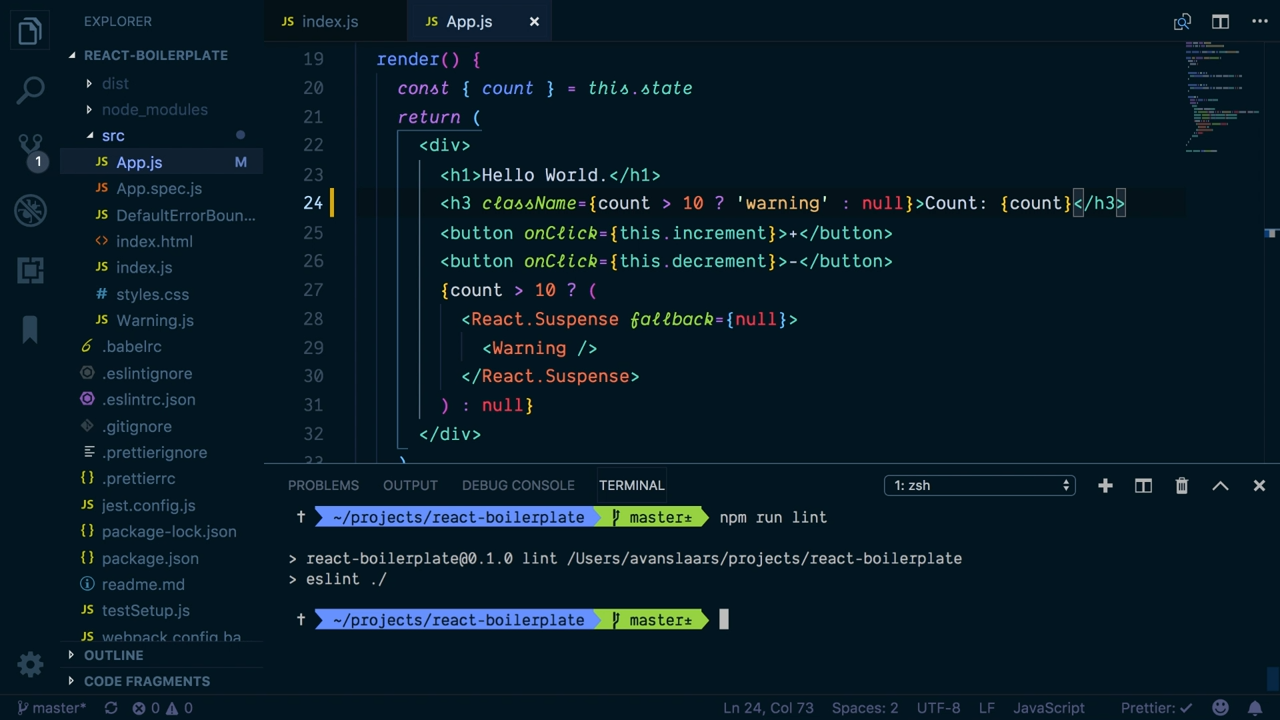 EXPLORER
REACT-BOILERPLATE
dist
node_modules
src
JS App.js M
JS App.spec.js
JS DefaultErrorBoun...
<> index.html
JS index.js
# styles.css
JS Warning.js
.babelrc
.eslintignore
.eslintrc.json
.gitignore
.prettierignore
{} .prettierrc
JS jest.config.js
{} package-lock.json
{} package.json
readme.md
JS testSetup.js
JS webpack.config.ba
OUTLINE
CODE FRAGMENTS
1
JS index.js
JS App.js ×
19 render() {
20 const { count } = this.state
21 return (
22 <div>
23 <h1>Hello World.</h1>
24 <h3 className={count > 10 ? 'warning' : null}>Count: {count}</h3>
25 <button onClick={this.increment}>+</button>
26 <button onClick={this.decrement}>-</button>
27 {count > 10 ? (
28 <React.Suspense fallback={null}>
29 <Warning />
30 </React.Suspense>
31 ) : null}
32 </div>
33 )
PROBLEMS OUTPUT DEBUG CONSOLE TERMINAL 1: zsh
† ~/projects/react-boilerplate master± npm run lint
> react-boilerplate@0.1.0 lint /Users/avanslaars/projects/react-boilerplate
> eslint ./
† ~/projects/react-boilerplate master±
master* 0 0 Ln 24, Col 73 Spaces: 2 UTF-8 LF JavaScript Prettier: ✓